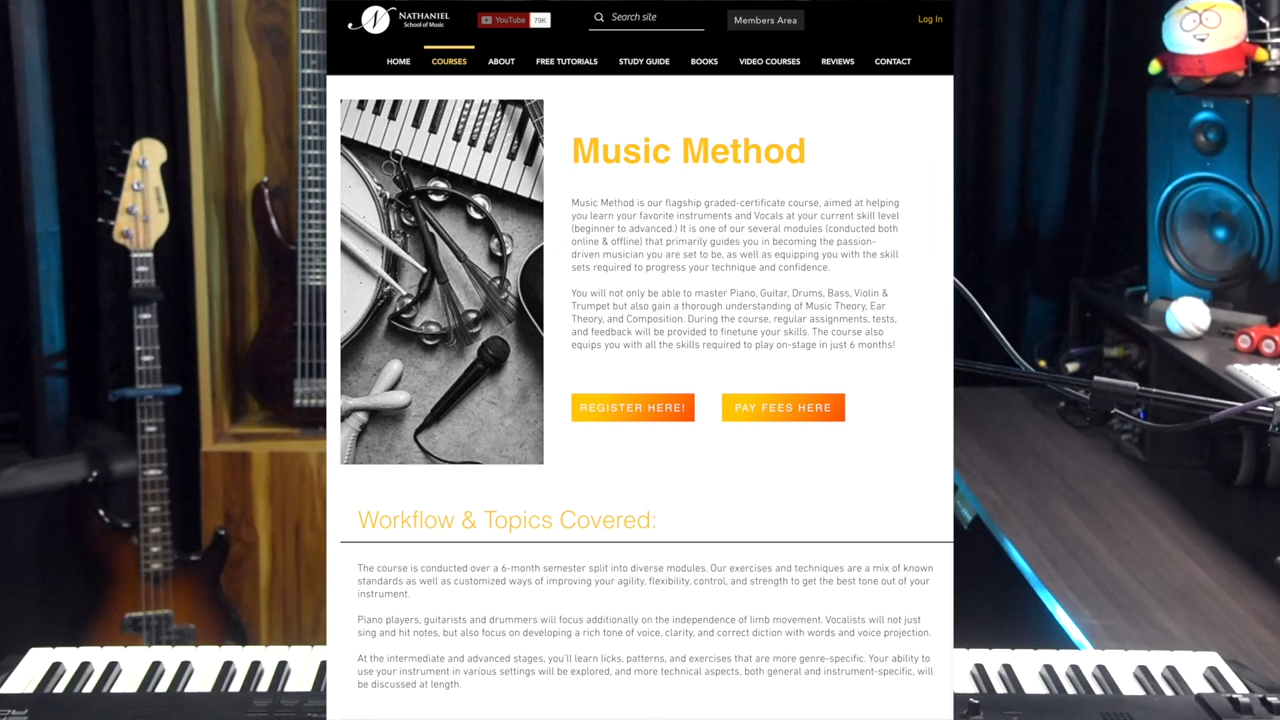 NATHANIEL
School of Music
YouTube 79K
Search site
Members Area
Log In
HOME COURSES ABOUT FREE TUTORIALS STUDY GUIDE BOOKS VIDEO COURSES REVIEWS CONTACT
Music Method
Music Method is our flagship graded-certificate course, aimed at helping
you learn your favorite instruments and Vocals at your current skill level
(beginner to advanced.) It is one of our several modules (conducted both
online & offline) that primarily guides you in becoming the passion-
driven musician you are set to be, as well as equipping you with the skill
sets required to progress your technique and confidence.
You will not only be able to master Piano, Guitar, Drums, Bass, Violin &
Trumpet but also gain a thorough understanding of Music Theory, Ear
Theory, and Composition. During the course, regular assignments, tests,
and feedback will be provided to finetune your skills. The course also
equips you with all the skills required to play on-stage in just 6 months!
REGISTER HERE! PAY FEES HERE
Workflow & Topics Covered:
The course is conducted over a 6-month semester split into diverse modules. Our exercises and techniques are a mix of known
standards as well as customized ways of improving your agility, flexibility, control, and strength to get the best tone out of your
instrument.
Piano players, guitarists and drummers will focus additionally on the independence of limb movement. Vocalists will not just
sing and hit notes, but also focus on developing a rich tone of voice, clarity, and correct diction with words and voice projection.
At the intermediate and advanced stages, you'll learn licks, patterns, and exercises that are more genre-specific. Your ability to
use your instrument in various settings will be explored, and more technical aspects, both general and instrument-specific, will
be discussed at length.